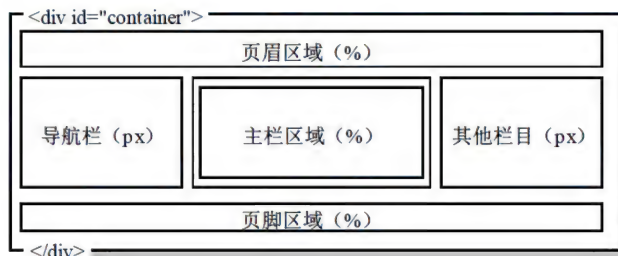 <div id="container">
页眉区域（%）
导航栏（px） 主栏区域（%） 其他栏目（px）
页脚区域（%）
</div>